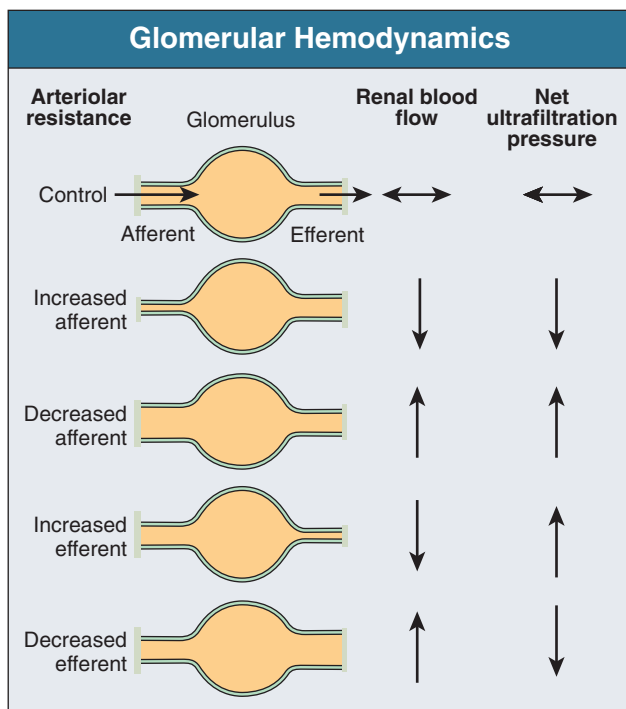 Glomerular Hemodynamics
Arteriolar
resistance
Glomerulus
Renal blood
flow
Net
ultrafiltration
pressure
Control
Afferent
Efferent
Increased
afferent
Decreased
afferent
Increased
efferent
Decreased
efferent